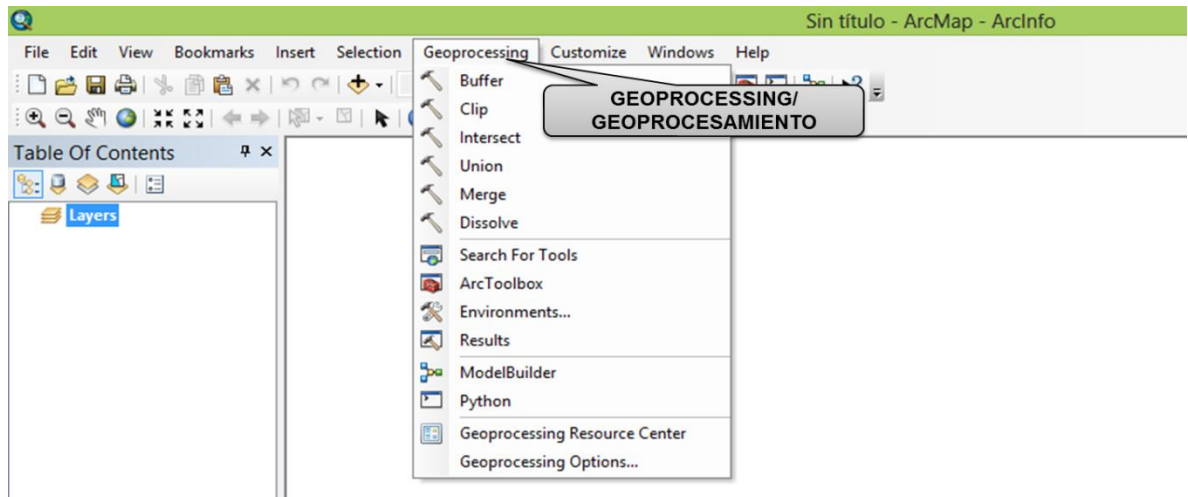 Sin título - ArcMap - ArcInfo
File Edit View Bookmarks Insert Selection Geoprocessing Customize Windows Help
Buffer
GEOPROCESSING/
GEOPROCESAMIENTO
Clip
Intersect
Union
Merge
Dissolve
Search For Tools
ArcToolbox
Environments...
Results
ModelBuilder
Python
Geoprocessing Resource Center
Geoprocessing Options...
Table Of Contents
Layers